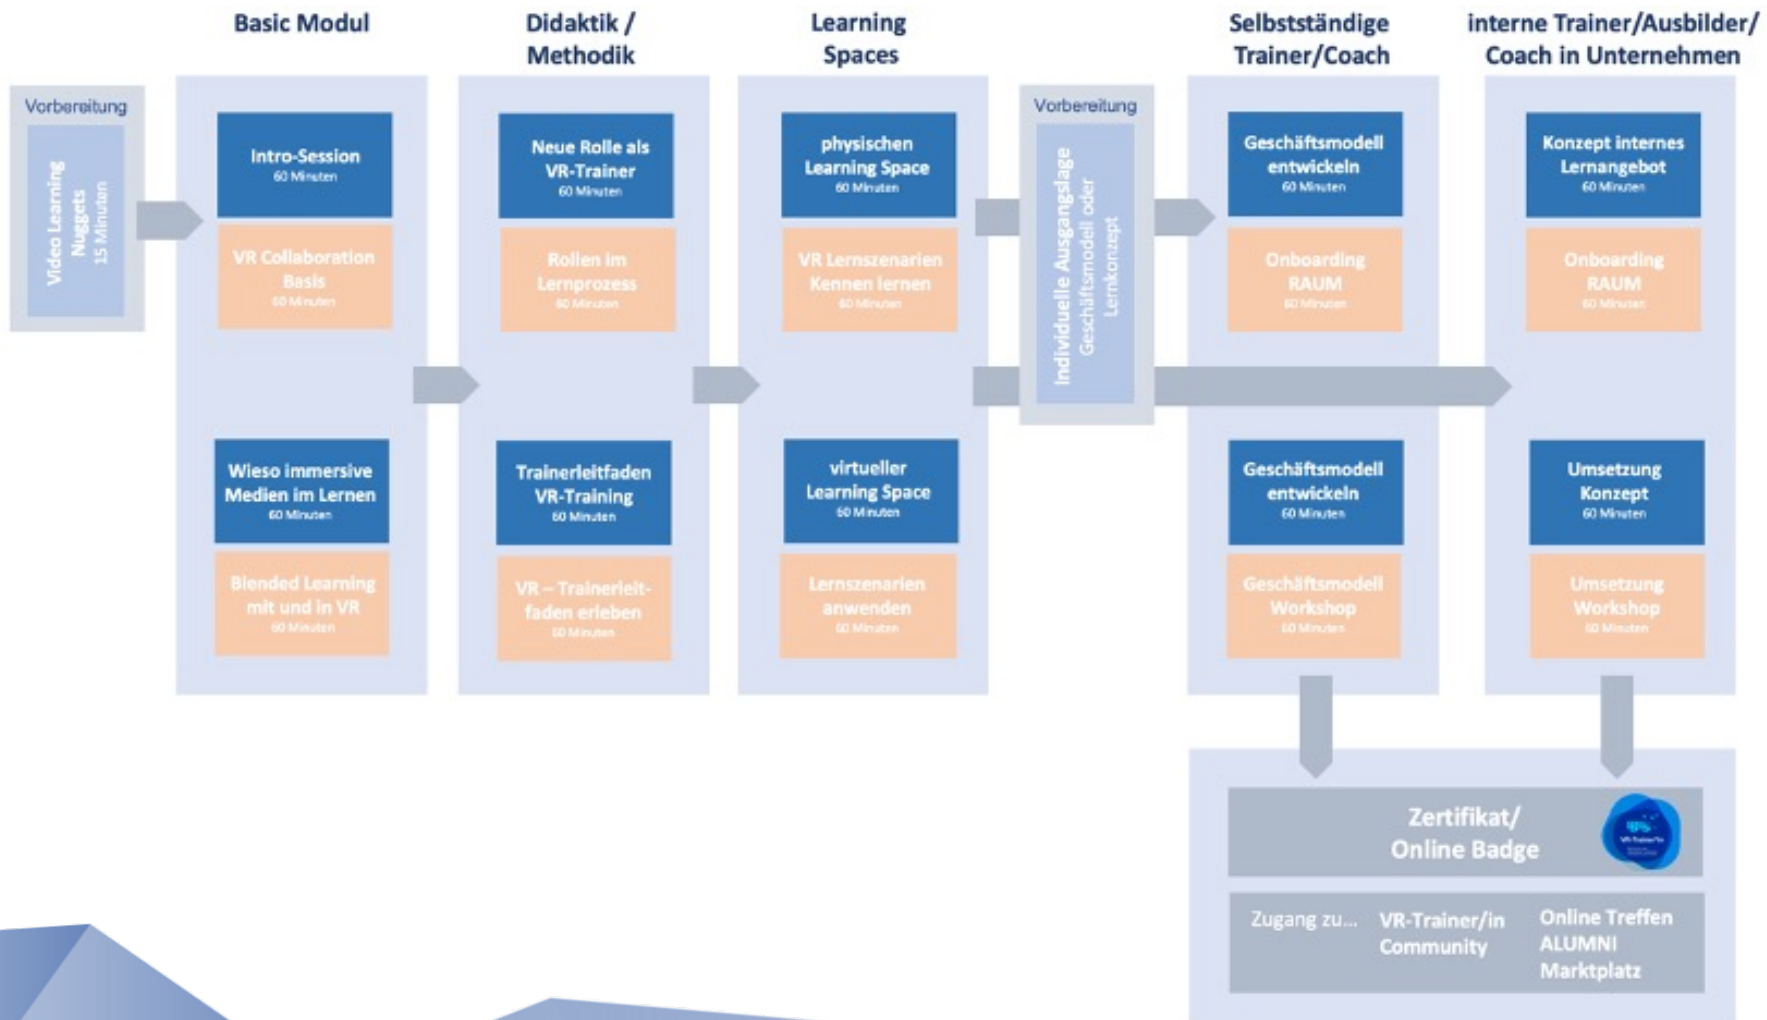 Basic Modul
Didaktik /
Methodik
Learning
Spaces
Selbstständige
Trainer/Coach
interne Trainer/Ausbilder/
Coach in Unternehmen
Vorbereitung
Video Learning
Nuggets
15 Minuten
Intro-Session
60 Minuten
VR Collaboration
Basis
60 Minuten
Wieso immersive
Medien im Lernen
60 Minuten
Blended Learning
mit und in VR
60 Minuten
Neue Rolle als
VR-Trainer
60 Minuten
Rollen im
Lernprozess
60 Minuten
Trainerleitfaden
VR-Training
60 Minuten
VR – Trainerleit-
faden erleben
60 Minuten
physischen
Learning Space
60 Minuten
VR Lernszenarien
Kennen lernen
60 Minuten
virtueller
Learning Space
60 Minuten
Lernszenarien
anwenden
60 Minuten
Vorbereitung
Individuelle Ausgangslage
Geschäftsmodell oder
Lernkonzept
Geschäftsmodell
entwickeln
60 Minuten
Onboarding
RAUM
60 Minuten
Geschäftsmodell
entwickeln
60 Minuten
Geschäftsmodell
Workshop
60 Minuten
Konzept internes
Lernangebot
60 Minuten
Onboarding
RAUM
60 Minuten
Umsetzung
Konzept
60 Minuten
Umsetzung
Workshop
60 Minuten
Zertifikat/
Online Badge
VR-Trainer*in
Zugang zu...
VR-Trainer/in
Community
Online Treffen
ALUMNI
Marktplatz